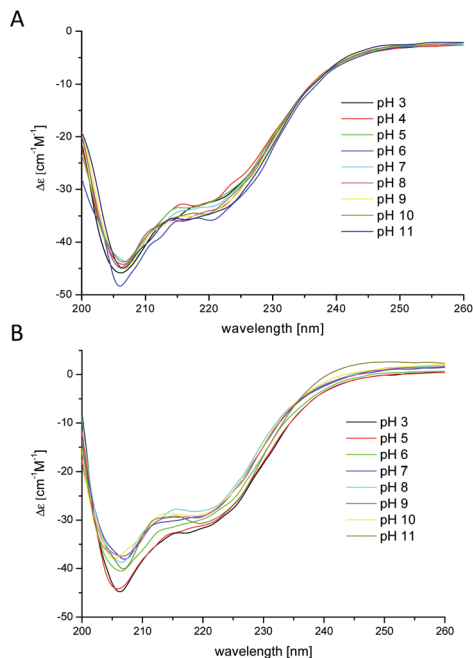 A
0
-10
-20
-30
-40
-50
Δε [cm⁻¹M⁻¹]
200 210 220 230 240 250 260
wavelength [nm]
pH 3
pH 4
pH 5
pH 6
pH 7
pH 8
pH 9
pH 10
pH 11
B
0
-10
-20
-30
-40
-50
Δε [cm⁻¹M⁻¹]
200 210 220 230 240 250 260
wavelength [nm]
pH 3
pH 5
pH 6
pH 7
pH 8
pH 9
pH 10
pH 11